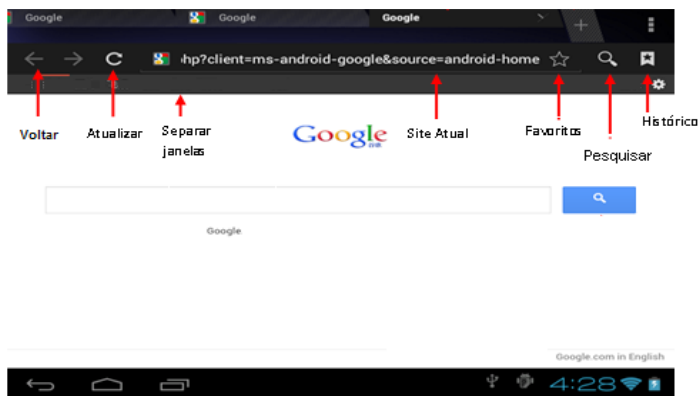 Google
Google
Google
hp?client=ms-android-google&source=android-home
Voltar
Atualizar
Separar
janelas
Google
Site Atual
Favoritos
Pesquisar
Histórico
Google
Google.com in English
4:28